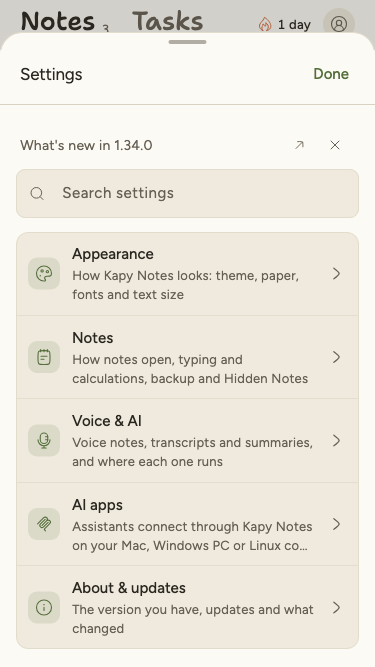 Notes 3 Tasks 1 day
Settings Done
What's new in 1.34.0
Search settings
Appearance
How Kapy Notes looks: theme, paper,
fonts and text size
Notes
How notes open, typing and
calculations, backup and Hidden Notes
Voice & AI
Voice notes, transcripts and summaries,
and where each one runs
AI apps
Assistants connect through Kapy Notes
on your Mac, Windows PC or Linux co...
About & updates
The version you have, updates and what
changed